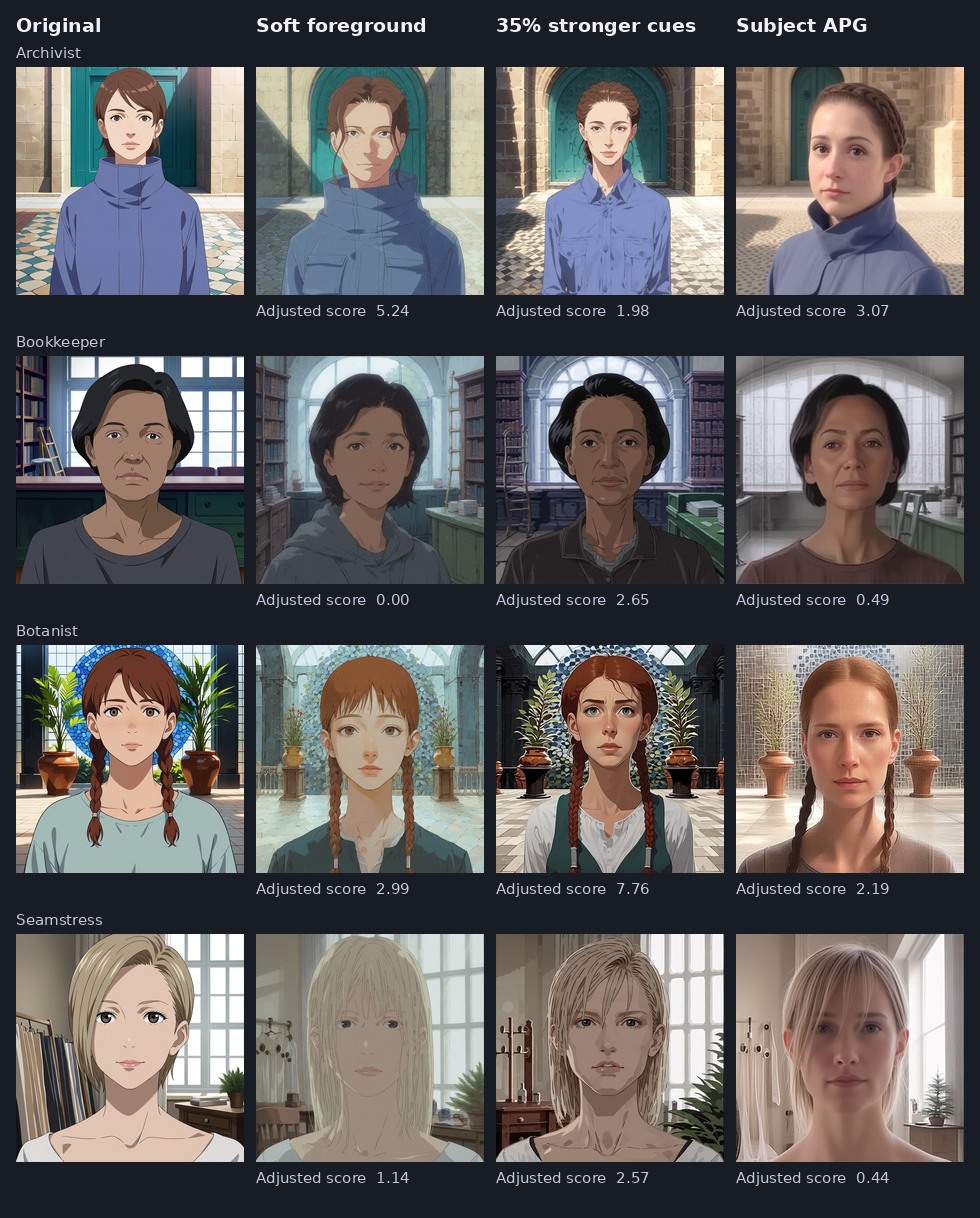 Original Soft foreground 35% stronger cues Subject APG
Archivist
Adjusted score 5.24 Adjusted score 1.98 Adjusted score 3.07
Bookkeeper
Adjusted score 0.00 Adjusted score 2.65 Adjusted score 0.49
Botanist
Adjusted score 2.99 Adjusted score 7.76 Adjusted score 2.19
Seamstress
Adjusted score 1.14 Adjusted score 2.57 Adjusted score 0.44